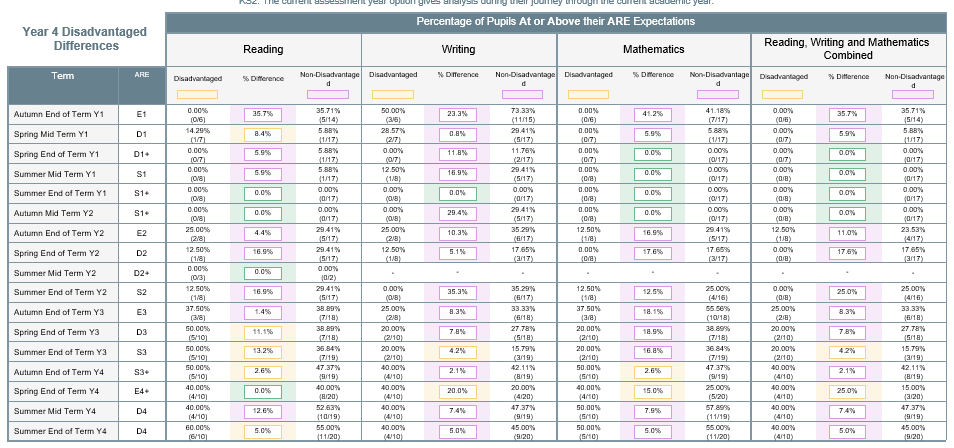 KS2. The current assessment year option gives analysis during their journey through the current academic year.
Year 4 Disadvantaged Differences
Percentage of Pupils At or Above their ARE Expectations
Reading Writing Mathematics Reading, Writing and Mathematics Combined
Term ARE Disadvantaged % Difference Non-Disadvantaged Disadvantaged % Difference Non-Disadvantaged Disadvantaged % Difference Non-Disadvantaged Disadvantaged % Difference Non-Disadvantaged
Autumn End of Term Y1 E1 0.00% (0/6) 35.7% 35.71% (5/14) 50.00% (3/6) 23.3% 73.33% (11/15) 0.00% (0/6) 41.2% 41.18% (7/17) 0.00% (0/6) 35.7% 35.71% (5/14)
Spring Mid Term Y1 D1 14.29% (1/7) 8.4% 5.88% (1/17) 28.57% (2/7) 0.8% 29.41% (5/17) 0.00% (0/7) 5.9% 5.88% (1/17) 0.00% (0/7) 5.9% 5.88% (1/17)
Spring End of Term Y1 D1+ 0.00% (0/7) 5.9% 5.88% (1/17) 0.00% (0/7) 11.8% 11.76% (2/17) 0.00% (0/7) 0.0% 0.00% (0/17) 0.00% (0/7) 0.0% 0.00% (0/17)
Summer Mid Term Y1 S1 0.00% (0/8) 5.9% 5.88% (1/17) 12.50% (1/8) 16.9% 29.41% (5/17) 0.00% (0/8) 0.0% 0.00% (0/17) 0.00% (0/8) 0.0% 0.00% (0/17)
Summer End of Term Y1 S1+ 0.00% (0/8) 0.0% 0.00% (0/17) 0.00% (0/8) 0.0% 0.00% (0/17) 0.00% (0/8) 0.0% 0.00% (0/17) 0.00% (0/8) 0.0% 0.00% (0/17)
Autumn Mid Term Y2 S1+ 0.00% (0/8) 0.0% 0.00% (0/17) 0.00% (0/8) 29.4% 29.41% (5/17) 0.00% (0/8) 0.0% 0.00% (0/17) 0.00% (0/8) 0.0% 0.00% (0/17)
Autumn End of Term Y2 E2 25.00% (2/8) 4.4% 29.41% (5/17) 25.00% (2/8) 10.3% 35.29% (6/17) 12.50% (1/8) 16.9% 29.41% (5/17) 12.50% (1/8) 11.0% 23.53% (4/17)
Spring End of Term Y2 D2 12.50% (1/8) 16.9% 29.41% (5/17) 12.50% (1/8) 5.1% 17.65% (3/17) 0.00% (0/8) 17.6% 17.65% (3/17) 0.00% (0/8) 17.6% 17.65% (3/17)
Summer Mid Term Y2 D2+ 0.00% (0/3) 0.0% 0.00% (0/2) - - - - - - - - -
Summer End of Term Y2 S2 12.50% (1/8) 16.9% 29.41% (5/17) 0.00% (0/8) 35.3% 35.29% (6/17) 12.50% (1/8) 12.5% 25.00% (4/16) 0.00% (0/8) 25.0% 25.00% (4/16)
Autumn End of Term Y3 E3 37.50% (3/8) 1.4% 38.89% (7/18) 25.00% (2/8) 8.3% 33.33% (6/18) 37.50% (3/8) 18.1% 55.56% (10/18) 25.00% (2/8) 8.3% 33.33% (6/18)
Spring End of Term Y3 D3 50.00% (5/10) 11.1% 38.89% (7/18) 20.00% (2/10) 7.8% 27.78% (5/18) 20.00% (2/10) 18.9% 38.89% (7/18) 20.00% (2/10) 7.8% 27.78% (5/18)
Summer End of Term Y3 S3 50.00% (5/10) 13.2% 36.84% (7/19) 20.00% (2/10) 4.2% 15.79% (3/19) 20.00% (2/10) 16.8% 36.84% (7/19) 20.00% (2/10) 4.2% 15.79% (3/19)
Autumn End of Term Y4 S3+ 50.00% (5/10) 2.6% 47.37% (9/19) 40.00% (4/10) 2.1% 42.11% (8/19) 50.00% (5/10) 2.6% 47.37% (9/19) 40.00% (4/10) 2.1% 42.11% (8/19)
Spring End of Term Y4 E4+ 40.00% (4/10) 0.0% 40.00% (8/20) 40.00% (4/10) 20.0% 20.00% (4/20) 40.00% (4/10) 15.0% 25.00% (5/20) 40.00% (4/10) 25.0% 15.00% (3/20)
Summer Mid Term Y4 D4 40.00% (4/10) 12.6% 52.63% (10/19) 40.00% (4/10) 7.4% 47.37% (9/19) 50.00% (5/10) 7.9% 57.89% (11/19) 40.00% (4/10) 7.4% 47.37% (9/19)
Summer End of Term Y4 D4 60.00% (6/10) 5.0% 55.00% (11/20) 40.00% (4/10) 5.0% 45.00% (9/20) 50.00% (5/10) 5.0% 55.00% (11/20) 40.00% (4/10) 5.0% 45.00% (9/20)